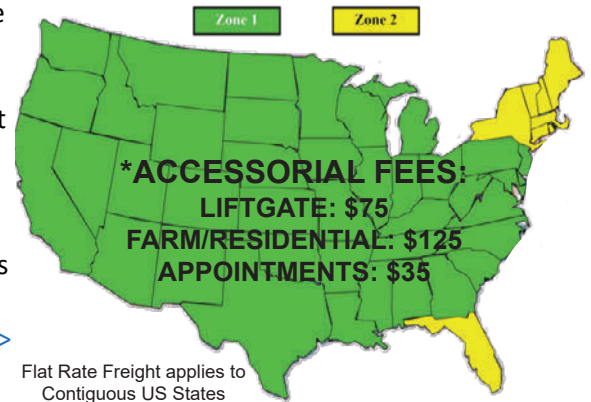 Zone 1
Zone 2
e
t
*ACCESSORIAL FEES:
LIFTGATE: $75
FARM/RESIDENTIAL: $125
APPOINTMENTS: $35
s
>
Flat Rate Freight applies to
Contiguous US States